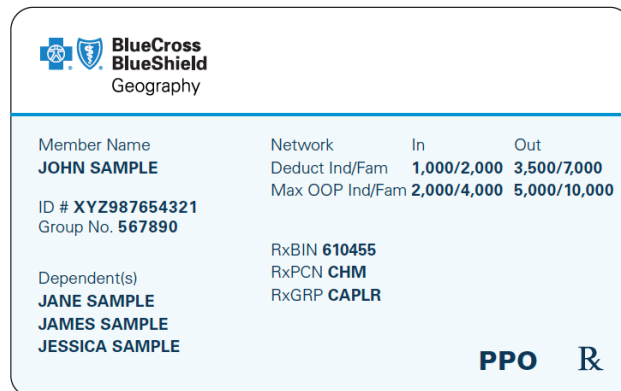 BlueCross
BlueShield
Geography
Member Name
JOHN SAMPLE
ID # XYZ987654321
Group No. 567890
Dependent(s)
JANE SAMPLE
JAMES SAMPLE
JESSICA SAMPLE
Network In Out
Deduct Ind/Fam 1,000/2,000 3,500/7,000
Max OOP Ind/Fam 2,000/4,000 5,000/10,000
RxBIN 610455
RxPCN CHM
RxGRP CAPLR
PPO ℞